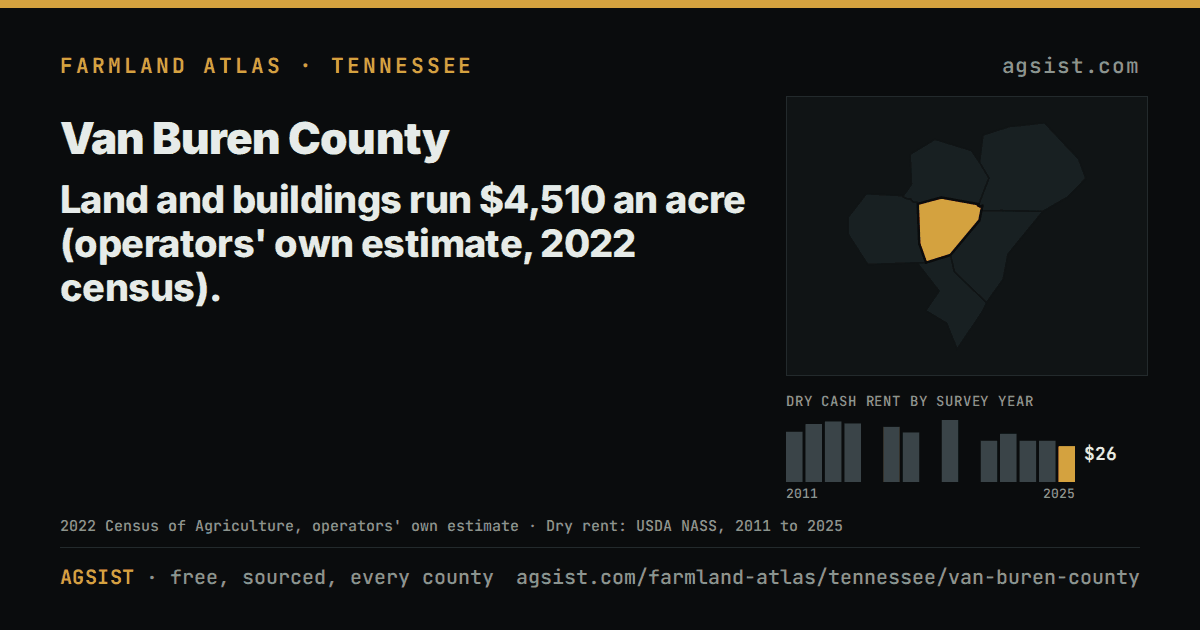 FARMLAND ATLAS · TENNESSEE
agsist.com
Van Buren County
Land and buildings run $4,510 an acre
(operators' own estimate, 2022
census).
DRY CASH RENT BY SURVEY YEAR
$26
2011
2025
2022 Census of Agriculture, operators' own estimate · Dry rent: USDA NASS, 2011 to 2025
AGSIST · free, sourced, every county
agsist.com/farmland-atlas/tennessee/van-buren-county